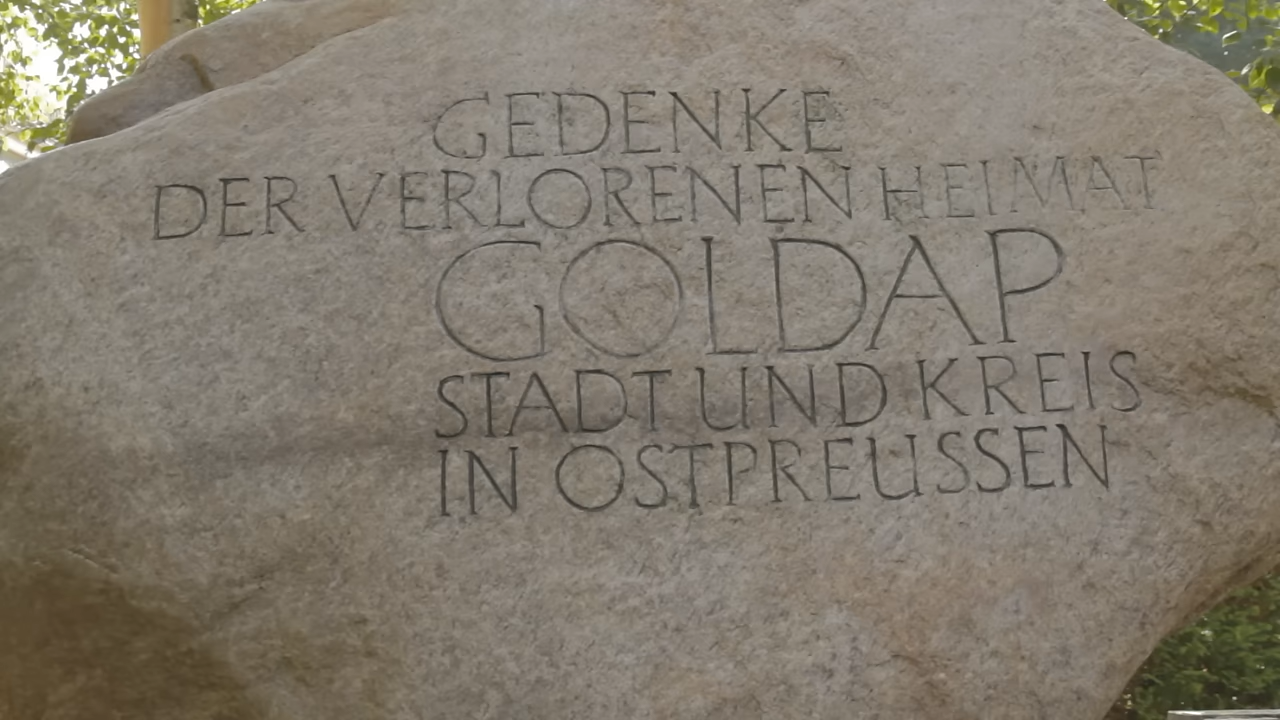 GEDENKE
DER VERLORENEN HEIMAT
GOLDAP
STADT UND KREIS
IN OSTPREUSSEN